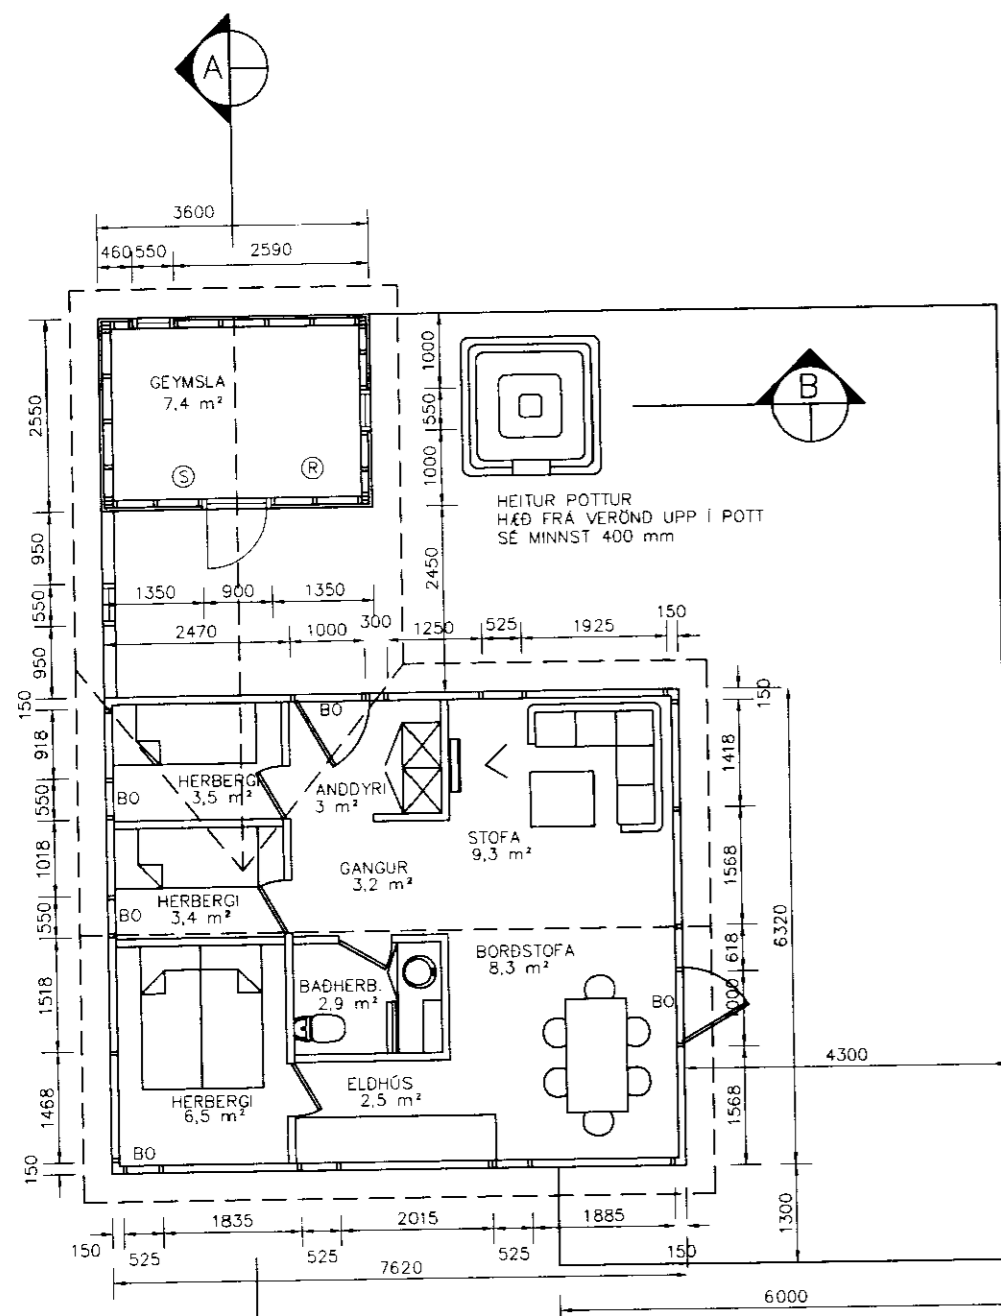 A
3600
460
550
2590
GEYMSLA
7,4 m²
S
R
2550
1000
550
1000
B
HEITUR POTTUR
HÆÐ FRÁ VERÖND UPP Í POTT
SÉ MINNST 400 mm
950
550
950
2450
1350
900
1350
2470
1000
300
1250
525
1925
150
150
150
918
550
1018
550
1518
1468
150
BO
HERBERGI
3,5 m²
BO
ANDDYRI
3 m²
STOFA
9,3 m²
GANGUR
3,2 m²
HERBERGI
3,4 m²
BO
BORÐSTOFA
8,3 m²
BAÐHERB.
2,9 m²
BO
ELDHÚS
2,5 m²
HERBERGI
6,5 m²
BO
1418
1568
618
1000
1568
6320
4300
1300
150
525
1835
525
2015
525
1885
150
7620
6000